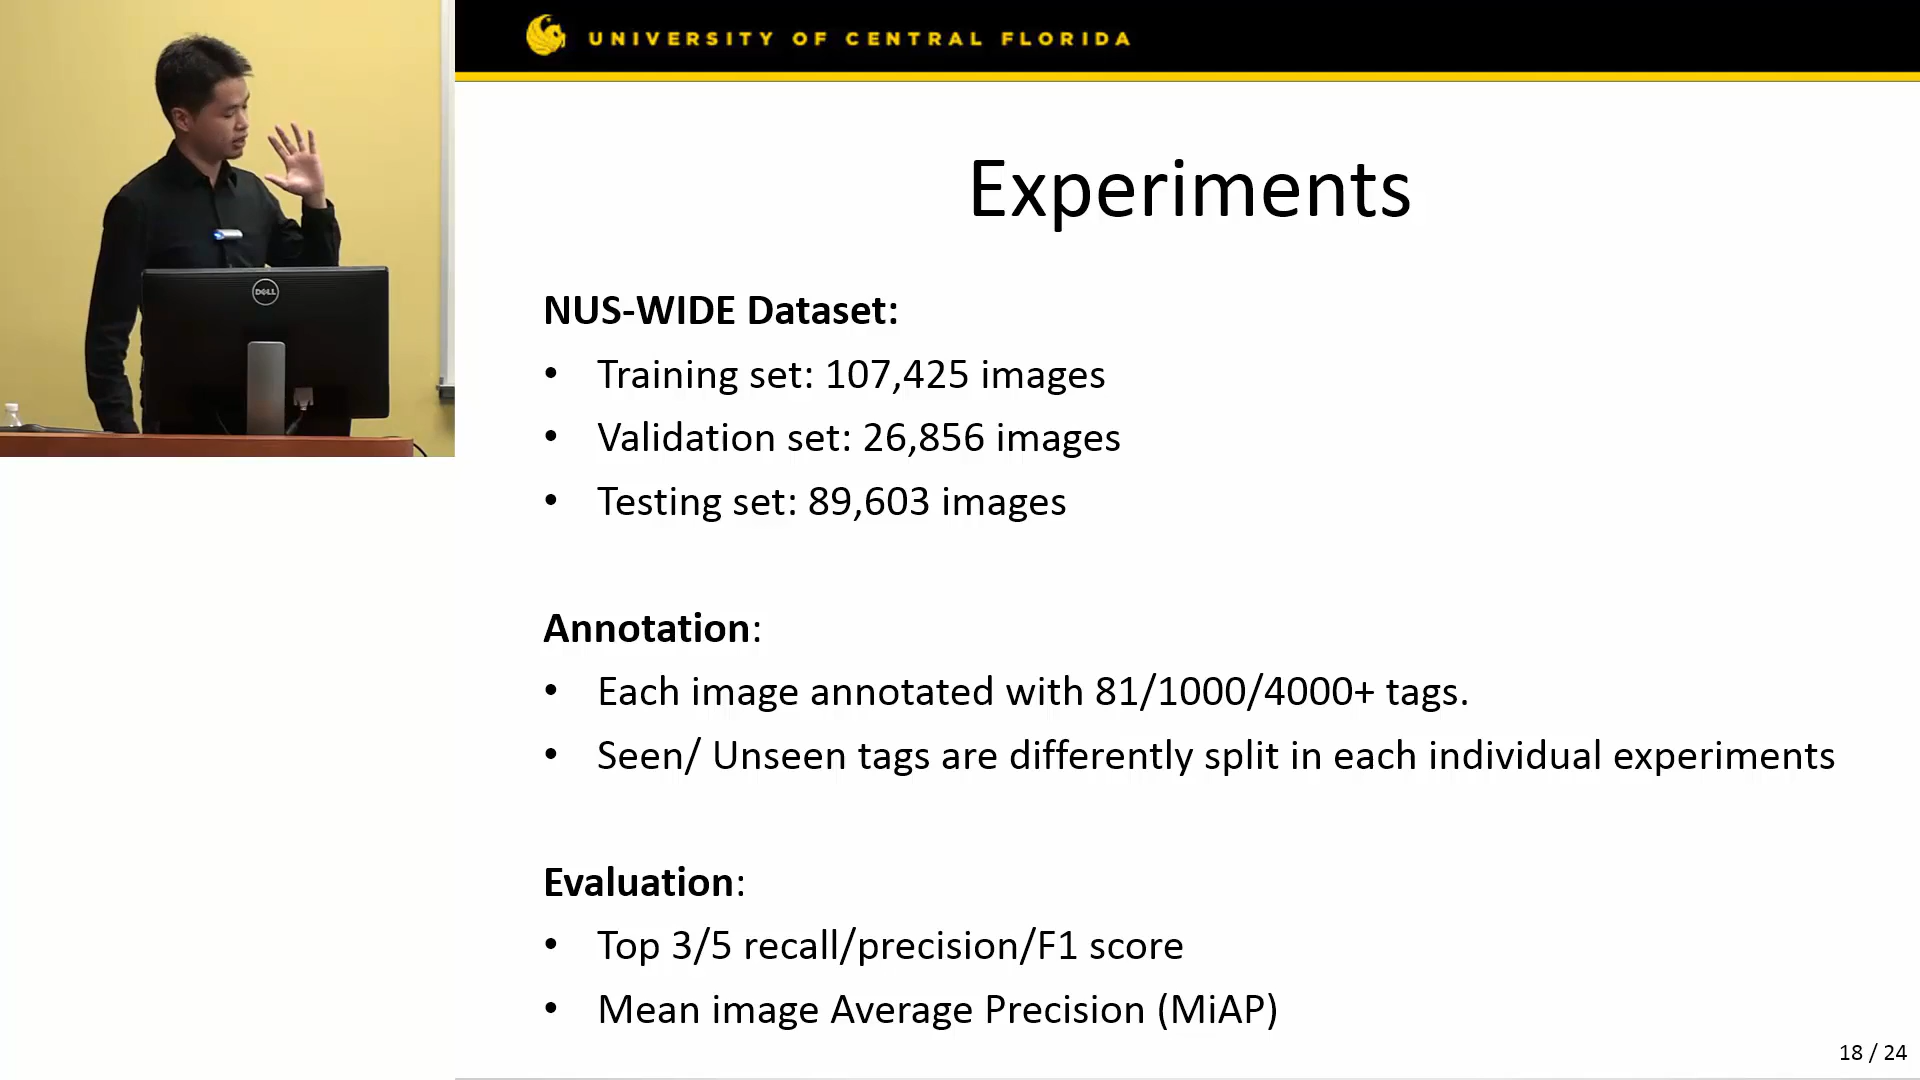 UNIVERSITY OF CENTRAL FLORIDA
Experiments
DELL
NUS-WIDE Dataset:
• Training set: 107,425 images
• Validation set: 26,856 images
• Testing set: 89,603 images
Annotation:
• Each image annotated with 81/1000/4000+ tags.
• Seen/ Unseen tags are differently split in each individual experiments
Evaluation:
• Top 3/5 recall/precision/F1 score
• Mean image Average Precision (MiAP)
18 / 24